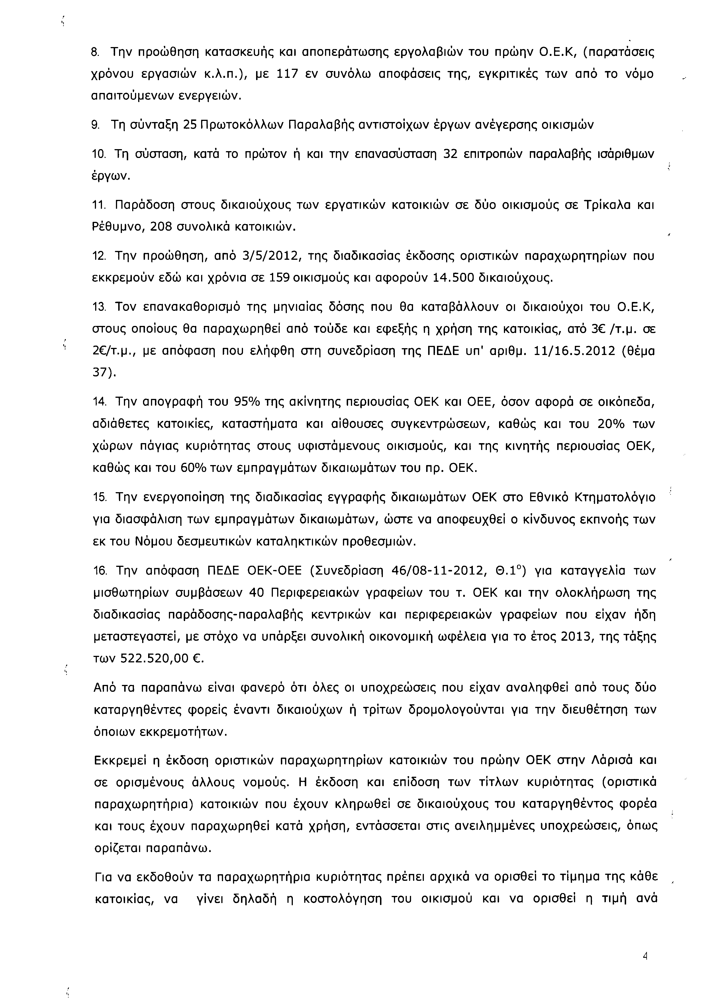 8. Την προώθηση κατασκευής και αποπεράτωσης εργολαβιών του πρώην Ο.Ε.Κ, (παρατάσεις
χρόνου εργασιών κ.λ.π.), με 117 εν συνόλω αποφάσεις της, εγκριτικές των από το νόμο
απαιτούμενων ενεργειών.
9. Τη σύνταξη 25 Πρωτοκόλλων Παραλαβής αντιστοίχων έργων ανέγερσης οικισμών
10. Τη σύσταση, κατά το πρώτον ή και την επανασύσταση 32 επιτροπών παραλαβής ισάριθμων
έργων.
11. Παράδοση στους δικαιούχους των εργατικών κατοικιών σε δύο οικισμούς σε Τρίκαλα και
Ρέθυμνο, 208 συνολικά κατοικιών.
12. Την προώθηση, από 3/5/2012, της διαδικασίας έκδοσης οριστικών παραχωρητηρίων που
εκκρεμούν εδώ και χρόνια σε 159 οικισμούς και αφορούν 14.500 δικαιούχους.
13. Τον επανακαθορισμό της μηνιαίας δόσης που θα καταβάλλουν οι δικαιούχοι του Ο.Ε.Κ,
στους οποίους θα παραχωρηθεί από τούδε και εφεξής η χρήση της κατοικίας, ατό 3€ /τ.μ. σε
2€/τ.μ., με απόφαση που ελήφθη στη συνεδρίαση της ΠΕΔΕ υπ' αριθμ. 11/16.5.2012 (θέμα
37).
14. Την απογραφή του 95% της ακίνητης περιουσίας ΟΕΚ και ΟΕΕ, όσον αφορά σε οικόπεδα,
αδιάθετες κατοικίες, καταστήματα και αίθουσες συγκεντρώσεων, καθώς και του 20% των
χώρων πάγιας κυριότητας στους υφιστάμενους οικισμούς, και της κινητής περιουσίας ΟΕΚ,
καθώς και του 60% των εμπραγμάτων δικαιωμάτων του πρ. ΟΕΚ.
15. Την ενεργοποίηση της διαδικασίας εγγραφής δικαιωμάτων ΟΕΚ στο Εθνικό Κτηματολόγιο
για διασφάλιση των εμπραγμάτων δικαιωμάτων, ώστε να αποφευχθεί ο κίνδυνος εκπνοής των
εκ του Νόμου δεσμευτικών καταληκτικών προθεσμιών.
16. Την απόφαση ΠΕΔΕ ΟΕΚ-ΟΕΕ (Συνεδρίαση 46/08-11-2012, Θ.1°) για καταγγελία των
μισθωτηρίων συμβάσεων 40 Περιφερειακών γραφείων του τ. ΟΕΚ και την ολοκλήρωση της
διαδικασίας παράδοσης-παραλαβής κεντρικών και περιφερειακών γραφείων που είχαν ήδη
μεταστεγαστεί, με στόχο να υπάρξει συνολική οικονομική ωφέλεια για το έτος 2013, της τάξης
των 522.520,00 €.
Από τα παραπάνω είναι φανερό ότι όλες οι υποχρεώσεις που είχαν αναληφθεί από τους δύο
καταργηθέντες φορείς έναντι δικαιούχων ή τρίτων δρομολογούνται για την διευθέτηση των
όποιων εκκρεμοτήτων.
Εκκρεμεί η έκδοση οριστικών παραχωρητηρίων κατοικιών του πρώην ΟΕΚ στην Λάρισά και
σε ορισμένους άλλους νομούς. Η έκδοση και επίδοση των τίτλων κυριότητας (οριστικά
παραχωρητήρια) κατοικιών που έχουν κληρωθεί σε δικαιούχους του καταργηθέντος φορέα
και τους έχουν παραχωρηθεί κατά χρήση, εντάσσεται στις ανειλημμένες υποχρεώσεις, όπως
ορίζεται παραπάνω.
Για να εκδοθούν τα παραχωρητήρια κυριότητας πρέπει αρχικά να ορισθεί το τίμημα της κάθε
κατοικίας, να γίνει δηλαδή η κοστολόγηση του οικισμού και να ορισθεί η τιμή ανά
4